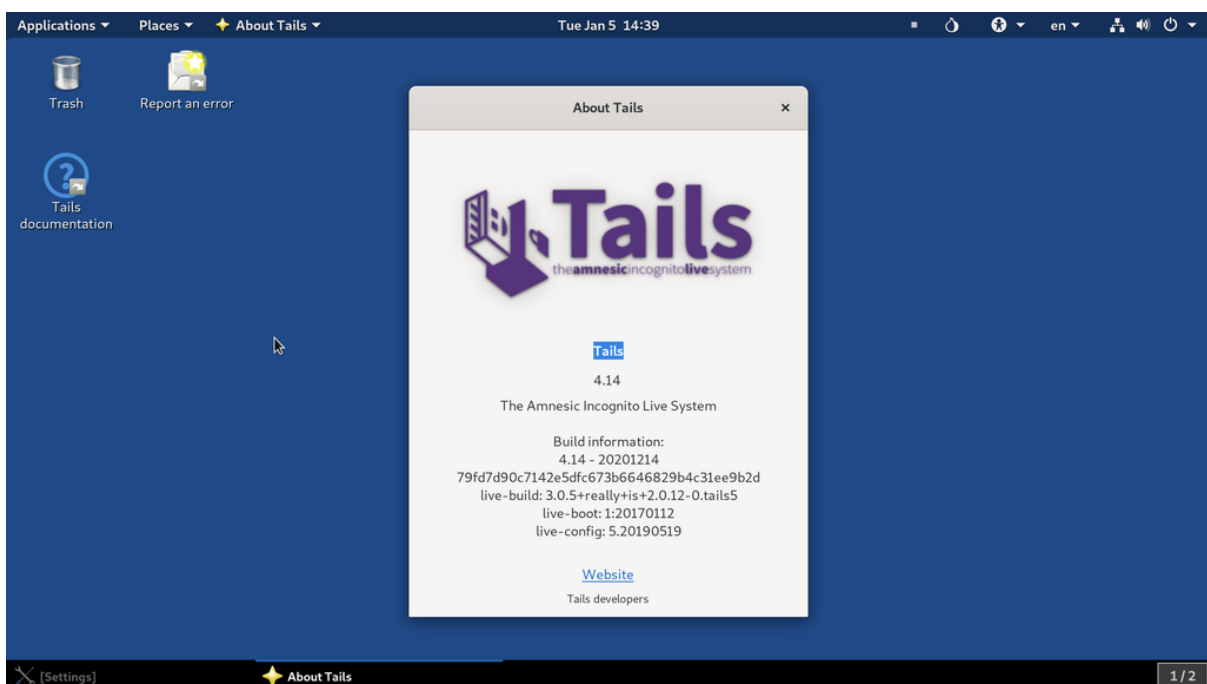 Applications Places About Tails Tue Jan 5 14:39 en
Trash
Report an error
Tails
documentation
About Tails
Tails
theamnesicincognitolivesystem
Tails
4.14
The Amnesic Incognito Live System
Build information:
4.14 - 20201214
79fd7d90c7142e5dfc673b6646829b4c31ee9b2d
live-build: 3.0.5+really+is+2.0.12-0.tails5
live-boot: 1:20170112
live-config: 5.20190519
Website
Tails developers
[Settings] About Tails 1/2